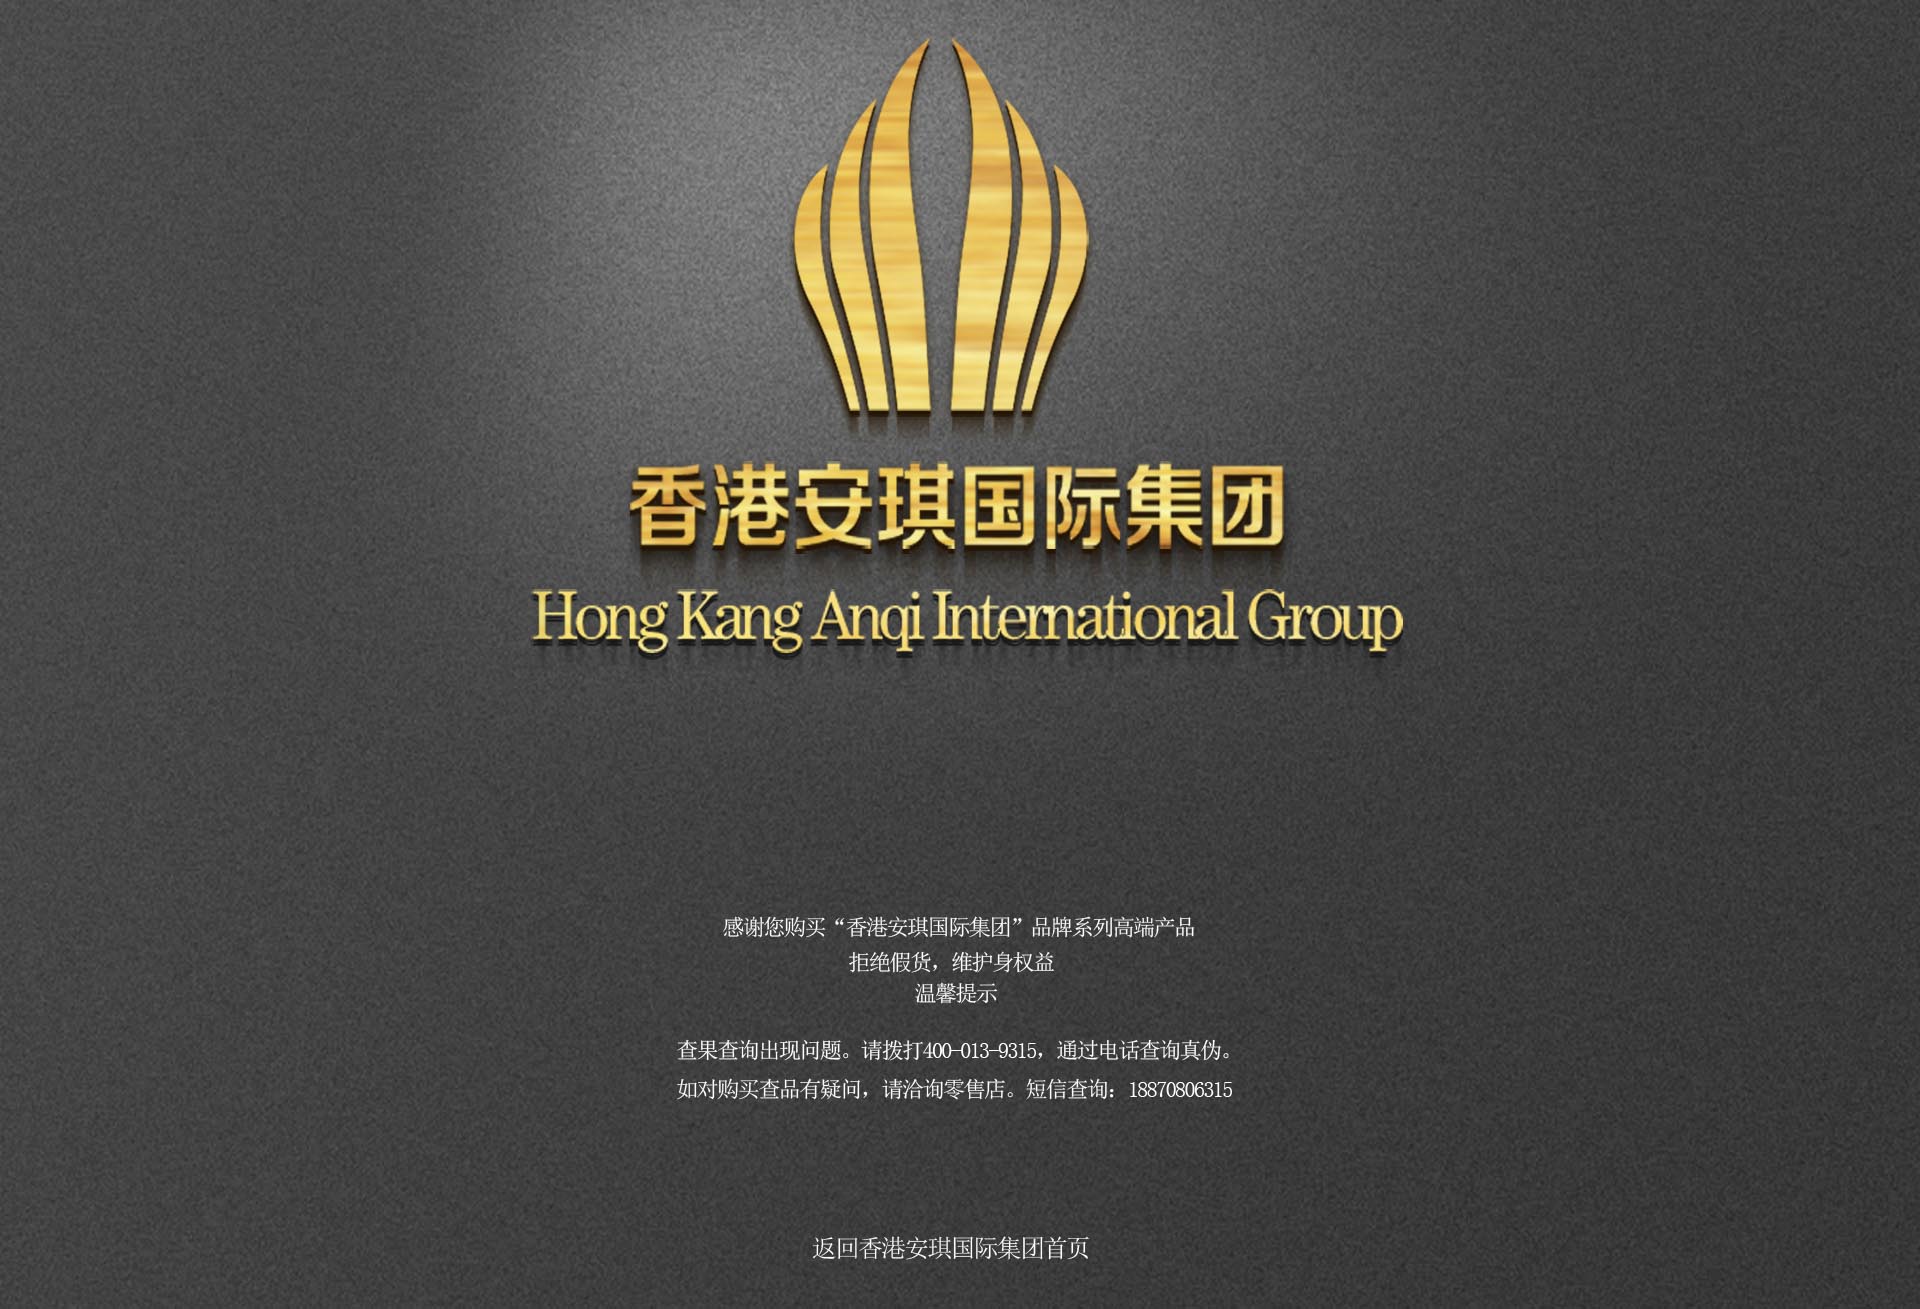 香港安琪国际集团
Hong Kang Anqi International Group
感谢您购买“香港安琪国际集团”品牌系列高端产品
拒绝假货，维护身权益
温馨提示
查果查询出现问题。请拨打400-013-9315，通过电话查询真伪。
如对购买查品有疑问，请洽询零售店。短信查询：18870806315
返回香港安琪国际集团首页